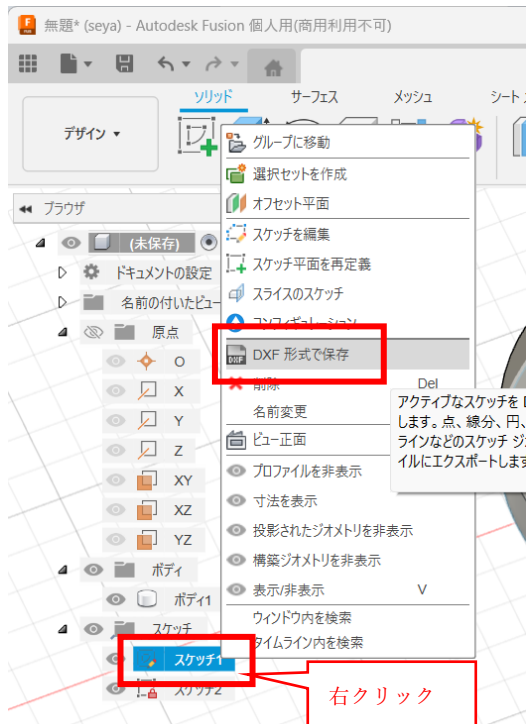 無題* (seya) - Autodesk Fusion 個人用(商用利用不可)
ソリッド サーフェス メッシュ シート
デザイン
グループに移動
選択セットを作成
オフセット平面
スケッチを編集
スケッチ平面を再定義
スライスのスケッチ
コンフィギュレーション
DXF 形式で保存
DXF
削除 Del
名前変更
ビュー正面
プロファイルを非表示
寸法を表示
投影されたジオメトリを非表示
構築ジオメトリを非表示
表示/非表示 V
ウィンドウ内を検索
タイムライン内を検索
アクティブなスケッチを D
します。点、線分、円、
ラインなどのスケッチ ジオ
イルにエクスポートします
ブラウザ
(未保存)
ドキュメントの設定
名前の付いたビュー
原点
O
X
Y
Z
XY
XZ
YZ
ボディ
ボディ1
スケッチ
スケッチ1
スケッチ2
右クリック